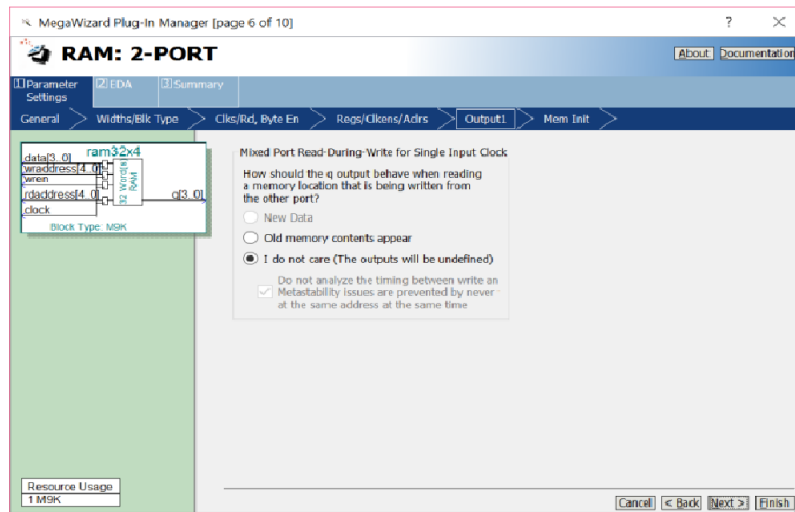 MegaWizard Plug-In Manager [page 6 of 10]
RAM: 2-PORT
About Documentation
1 Parameter Settings
2 EDA
3 Summary
General
Widths/Blk Type
Clks/Rd, Byte En
Regs/Clkens/Aclrs
Output1
Mem Init
ram32x4
data[3..0]
wraddress[4..0]
wren
rdaddress[4..0]
clock
32 Word(s)
RAM
q[3..0]
Block Type: M9K
Mixed Port Read-During-Write for Single Input Clock
How should the q output behave when reading
a memory location that is being written from
the other port?
New Data
Old memory contents appear
I do not care (The outputs will be undefined)
Do not analyze the timing between write an
Metastability issues are prevented by never
at the same address at the same time
Resource Usage
1 M9K
Cancel < Back Next > Finish